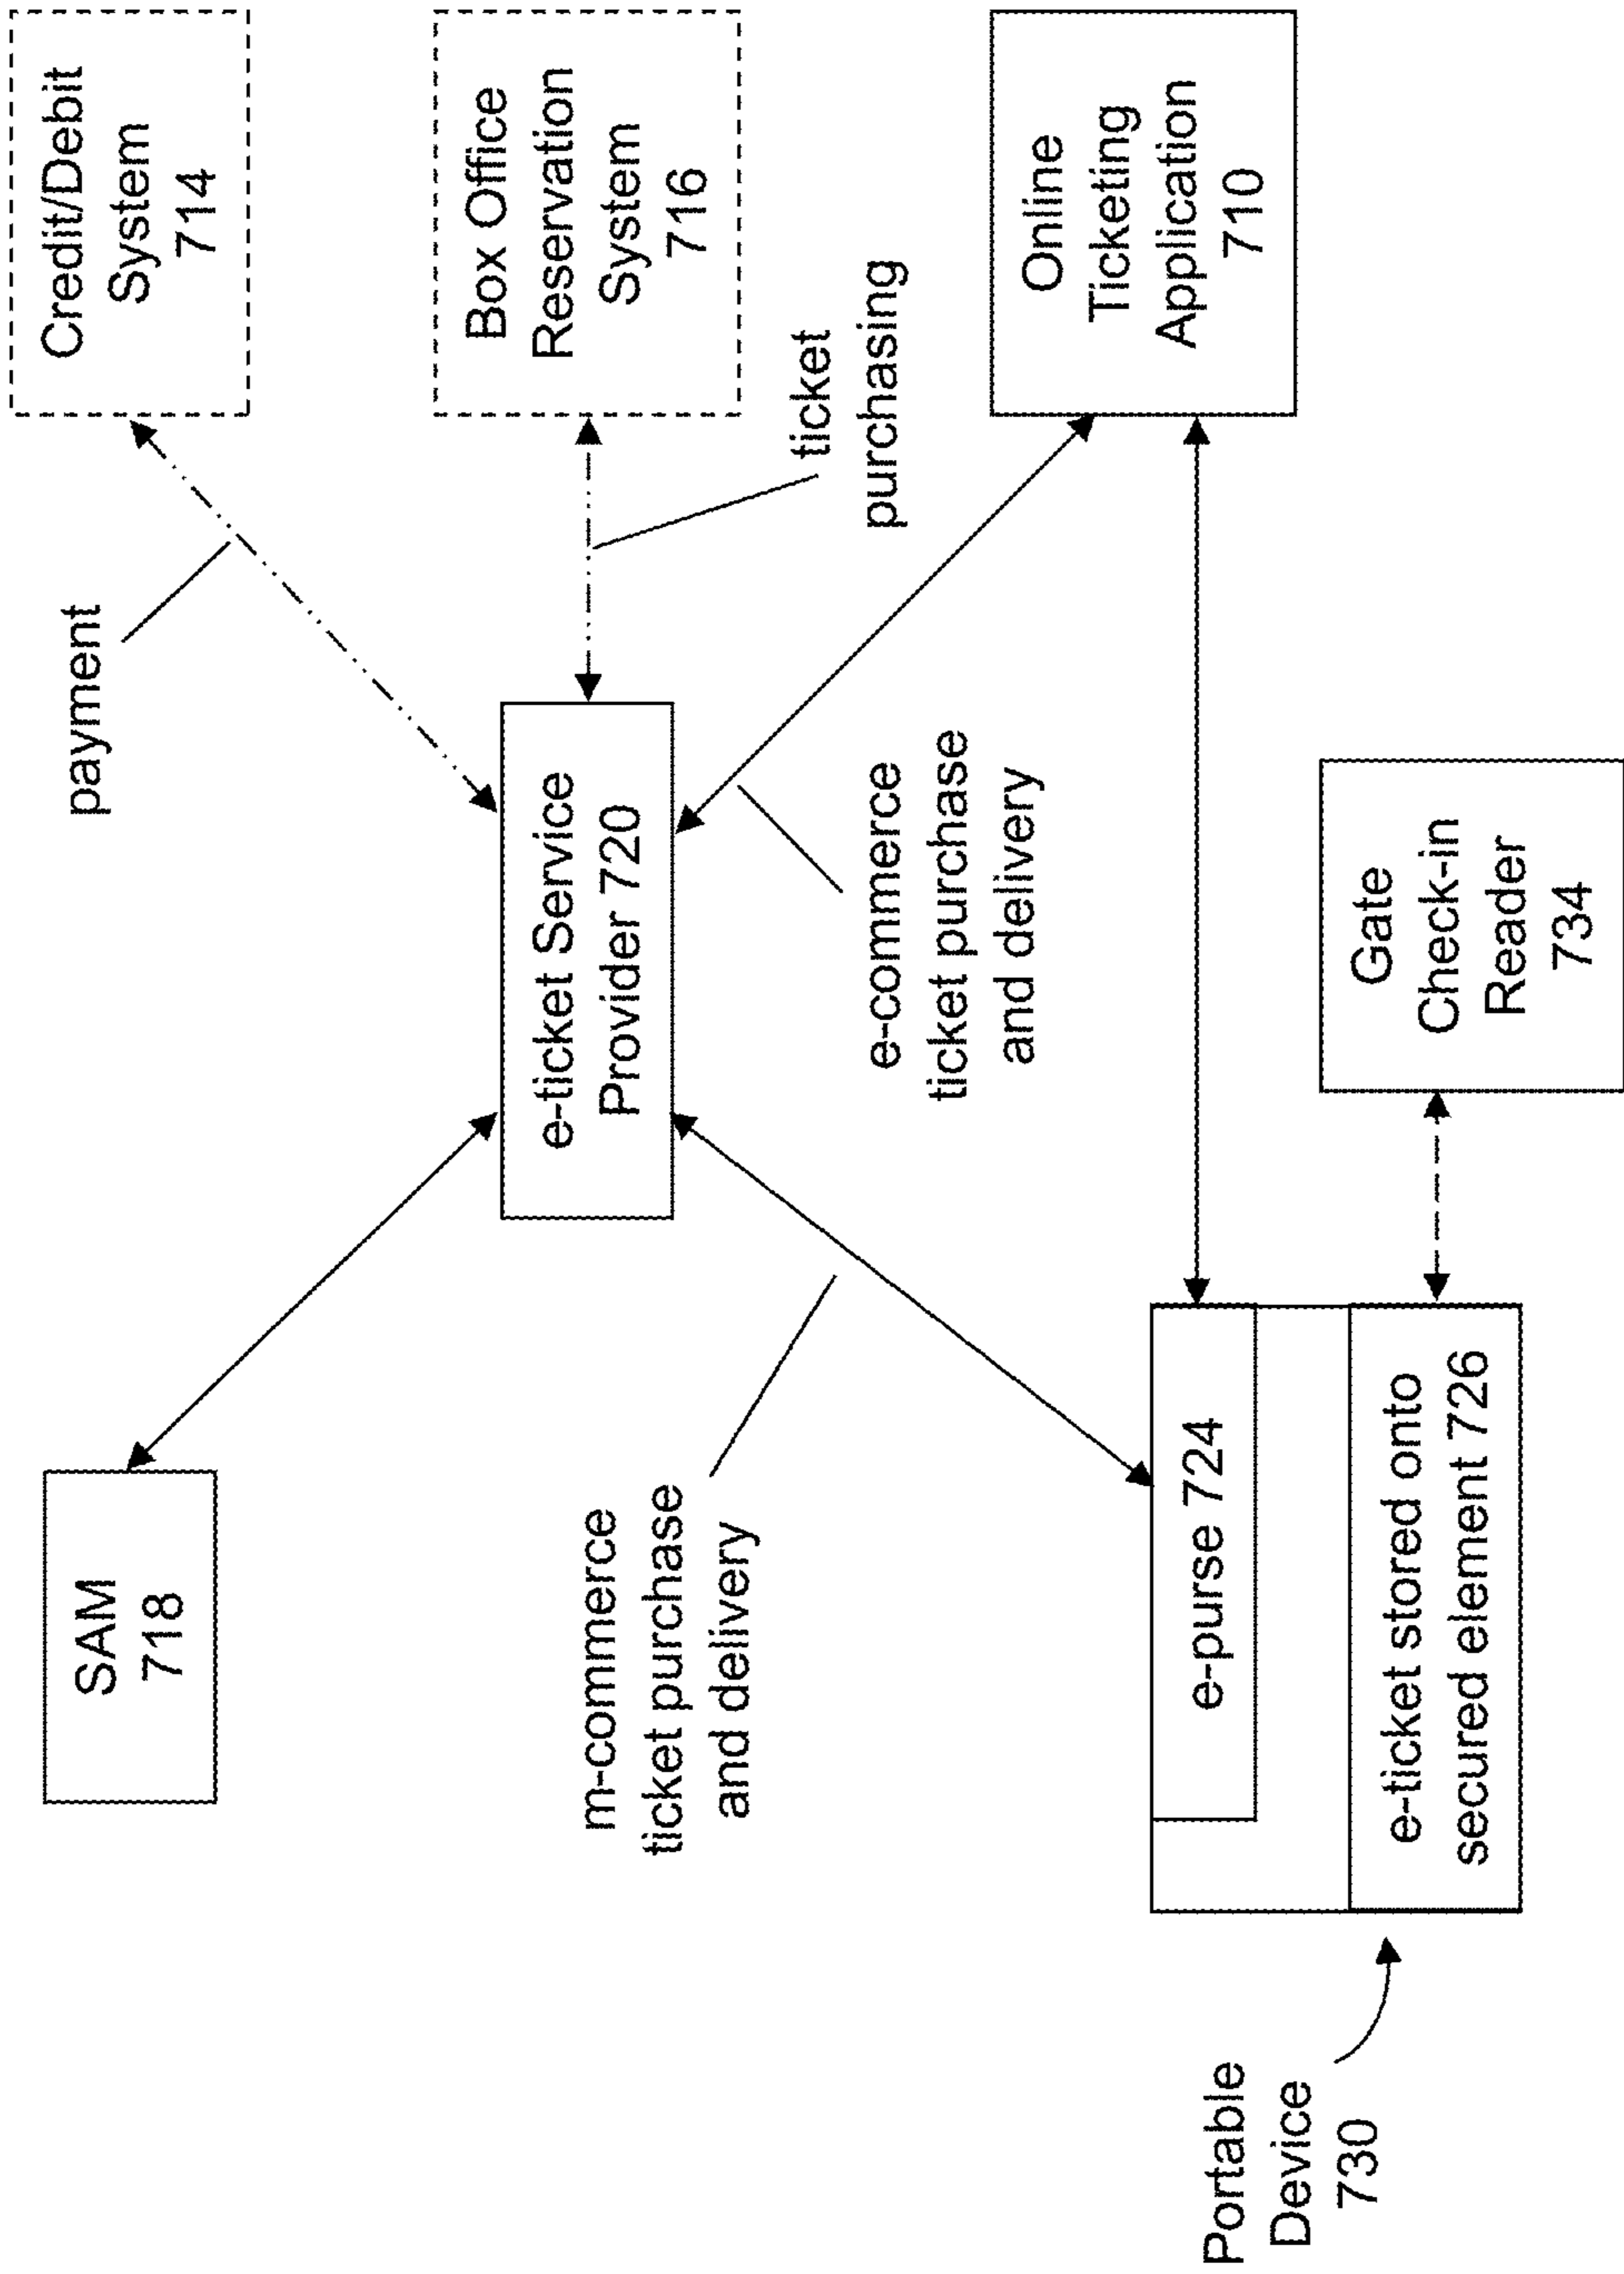 SAM
718
payment
Credit/Debit
System
714
e-ticket Service
Provider 720
Box Office
Reservation
System
716
m-commerce
ticket purchase
and delivery
ticket
purchasing
e-commerce
ticket purchase
and delivery
Online
Ticketing
Application
710
Portable
Device
730
e-purse 724
e-ticket stored onto
secured element 726
Gate
Check-in
Reader
734